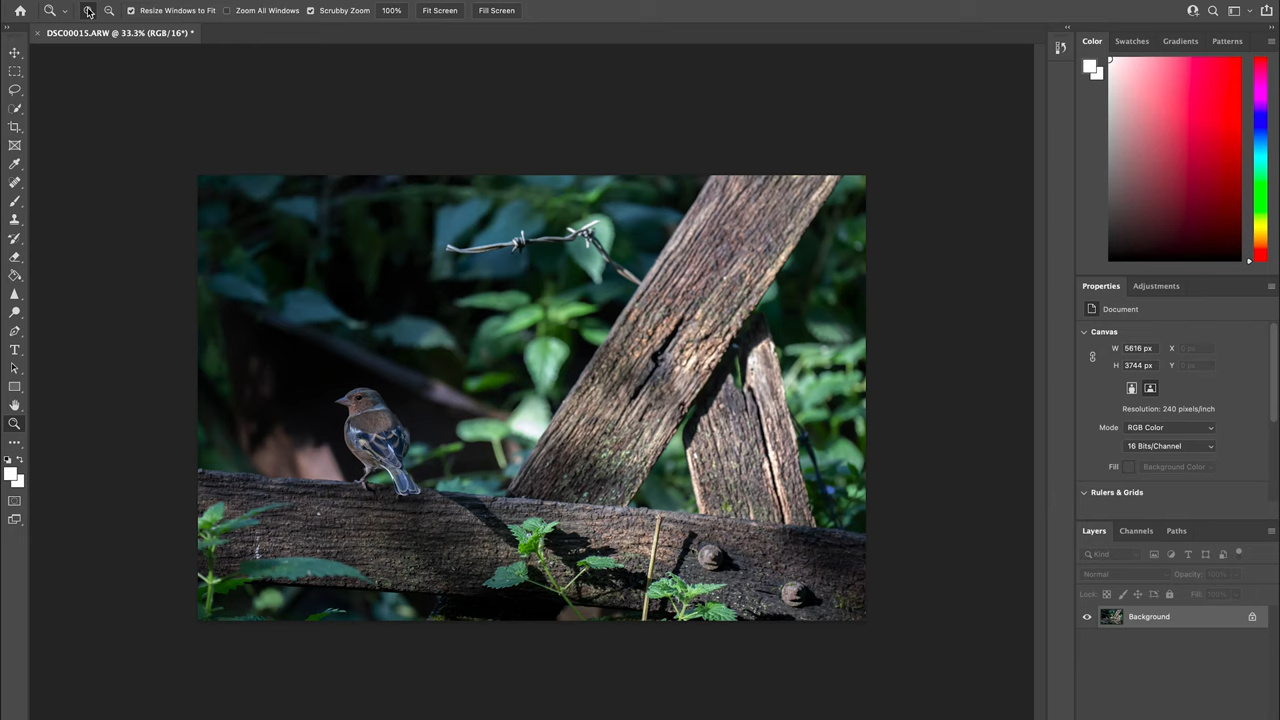 Resize Windows to Fit Zoom All Windows Scrubby Zoom 100% Fit Screen Fill Screen
DSC00015.ARW @ 33.3% (RGB/16*) *
Color Swatches Gradients Patterns
Properties Adjustments
Document
Canvas
W 5616 px X 0 px
H 3744 px Y 0 px
Resolution: 240 pixels/inch
Mode RGB Color
16 Bits/Channel
Fill Background Color
Rulers & Grids
Layers Channels Paths
Kind
Normal Opacity: 100%
Lock: Fill: 100%
Background